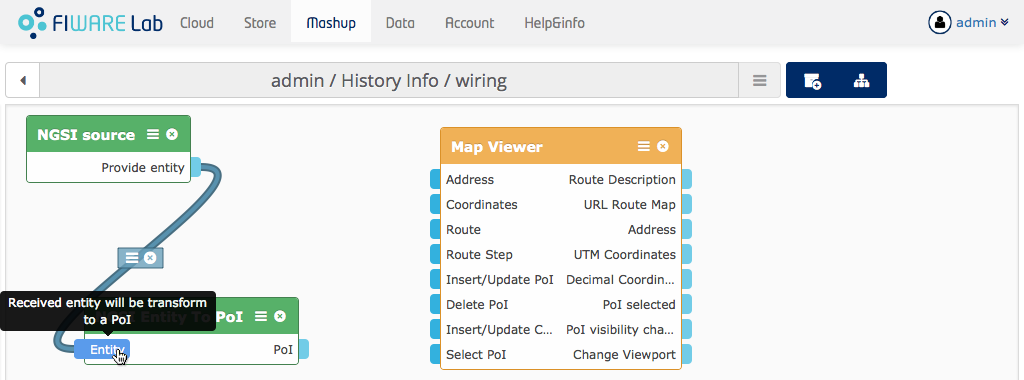 FIWARE Lab
Cloud
Store
Mashup
Data
Account
Help&info
admin
admin / History Info / wiring
NGSI source
Provide entity
Received entity will be transform
to a PoI
Entity To PoI
Entity
PoI
Map Viewer
Address Route Description
Coordinates URL Route Map
Route Address
Route Step UTM Coordinates
Insert/Update PoI Decimal Coordin...
Delete PoI PoI selected
Insert/Update C... PoI visibility cha...
Select PoI Change Viewport